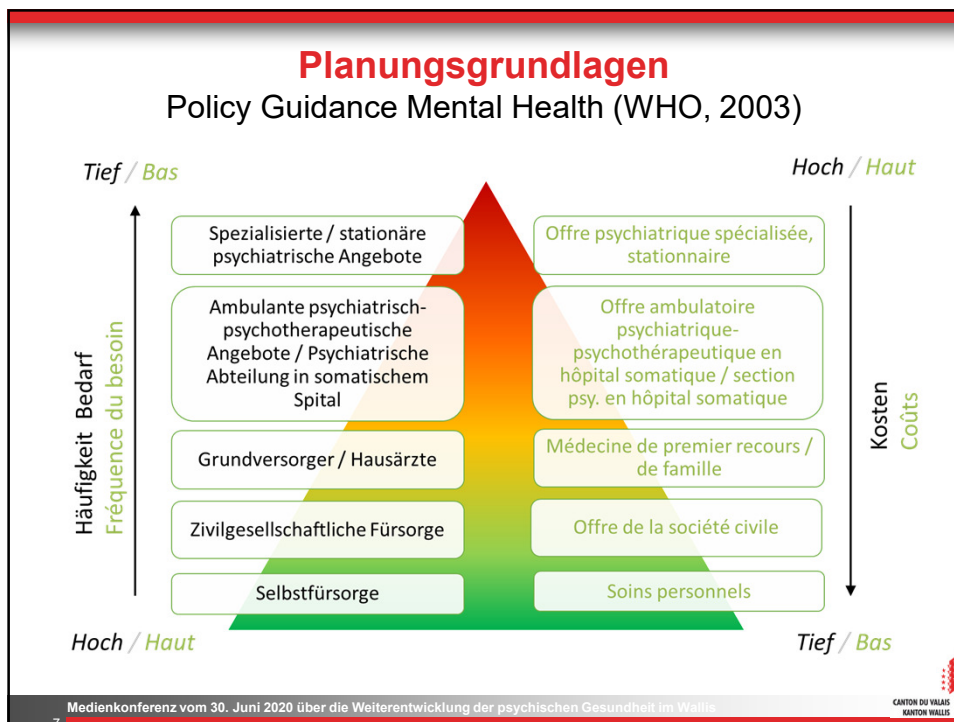 Planungsgrundlagen
Policy Guidance Mental Health (WHO, 2003)
Tief / Bas
Hoch / Haut
Häufigkeit Bedarf
Fréquence du besoin
Spezialisierte / stationäre
psychiatrische Angebote
Offre psychiatrique spécialisée,
stationnaire
Ambulante psychiatrisch-
psychotherapeutische
Angebote / Psychiatrische
Abteilung in somatischem
Spital
Offre ambulatoire
psychiatrique-
psychothérapeutique en
hôpital somatique / section
psy. en hôpital somatique
Grundversorger / Hausärzte
Médecine de premier recours /
de famille
Zivilgesellschaftliche Fürsorge
Offre de la société civile
Selbstfürsorge
Soins personnels
Kosten
Coûts
Hoch / Haut
Tief / Bas
Medienkonferenz vom 30. Juni 2020 über die Weiterentwicklung der psychischen Gesundheit im Wallis
7
CANTON DU VALAIS
KANTON WALLIS